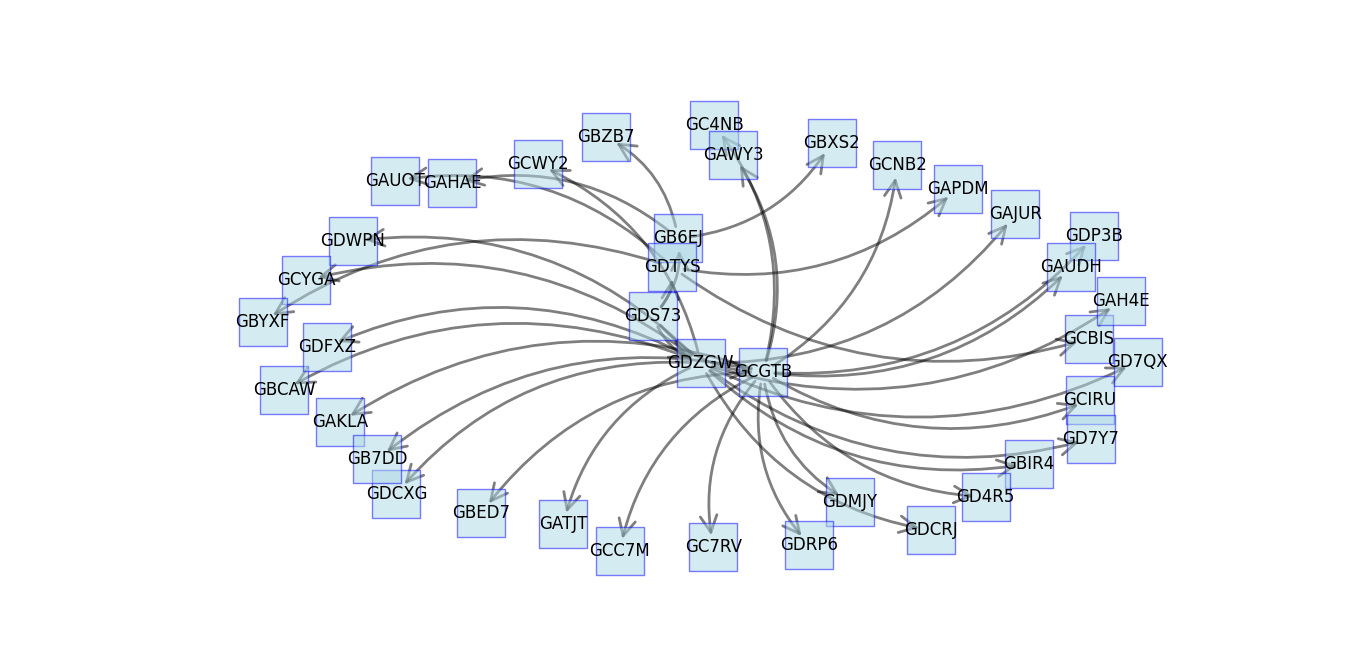 GC4NB
GBZB7
GBXS2
GAWY3
GCWY2
GCNB2
GAUOT
GAHAE
GAPDM
GAJUR
GDWPN
GB6EJ
GDP3B
GDTYS
GAUDH
GCYGA
GAH4E
GDS73
GBYXF
GCBIS
GDFXZ
GDZGW
GD7QX
GCGTB
GBCAW
GCIRU
GAKLA
GD7Y7
GB7DD
GBIR4
GDCXG
GD4R5
GDMJY
GBED7
GATJT
GDCRJ
GDRP6
GC7RV
GCC7M